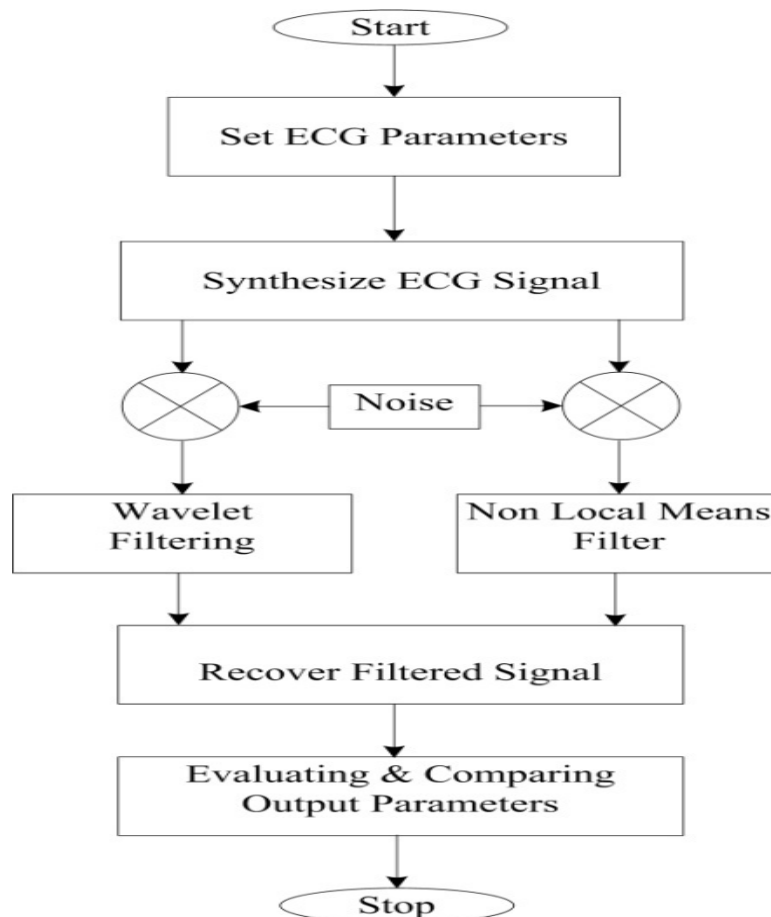 Start
Set ECG Parameters
Synthesize ECG Signal
Noise
Wavelet
Filtering
Non Local Means
Filter
Recover Filtered Signal
Evaluating & Comparing
Output Parameters
Stop